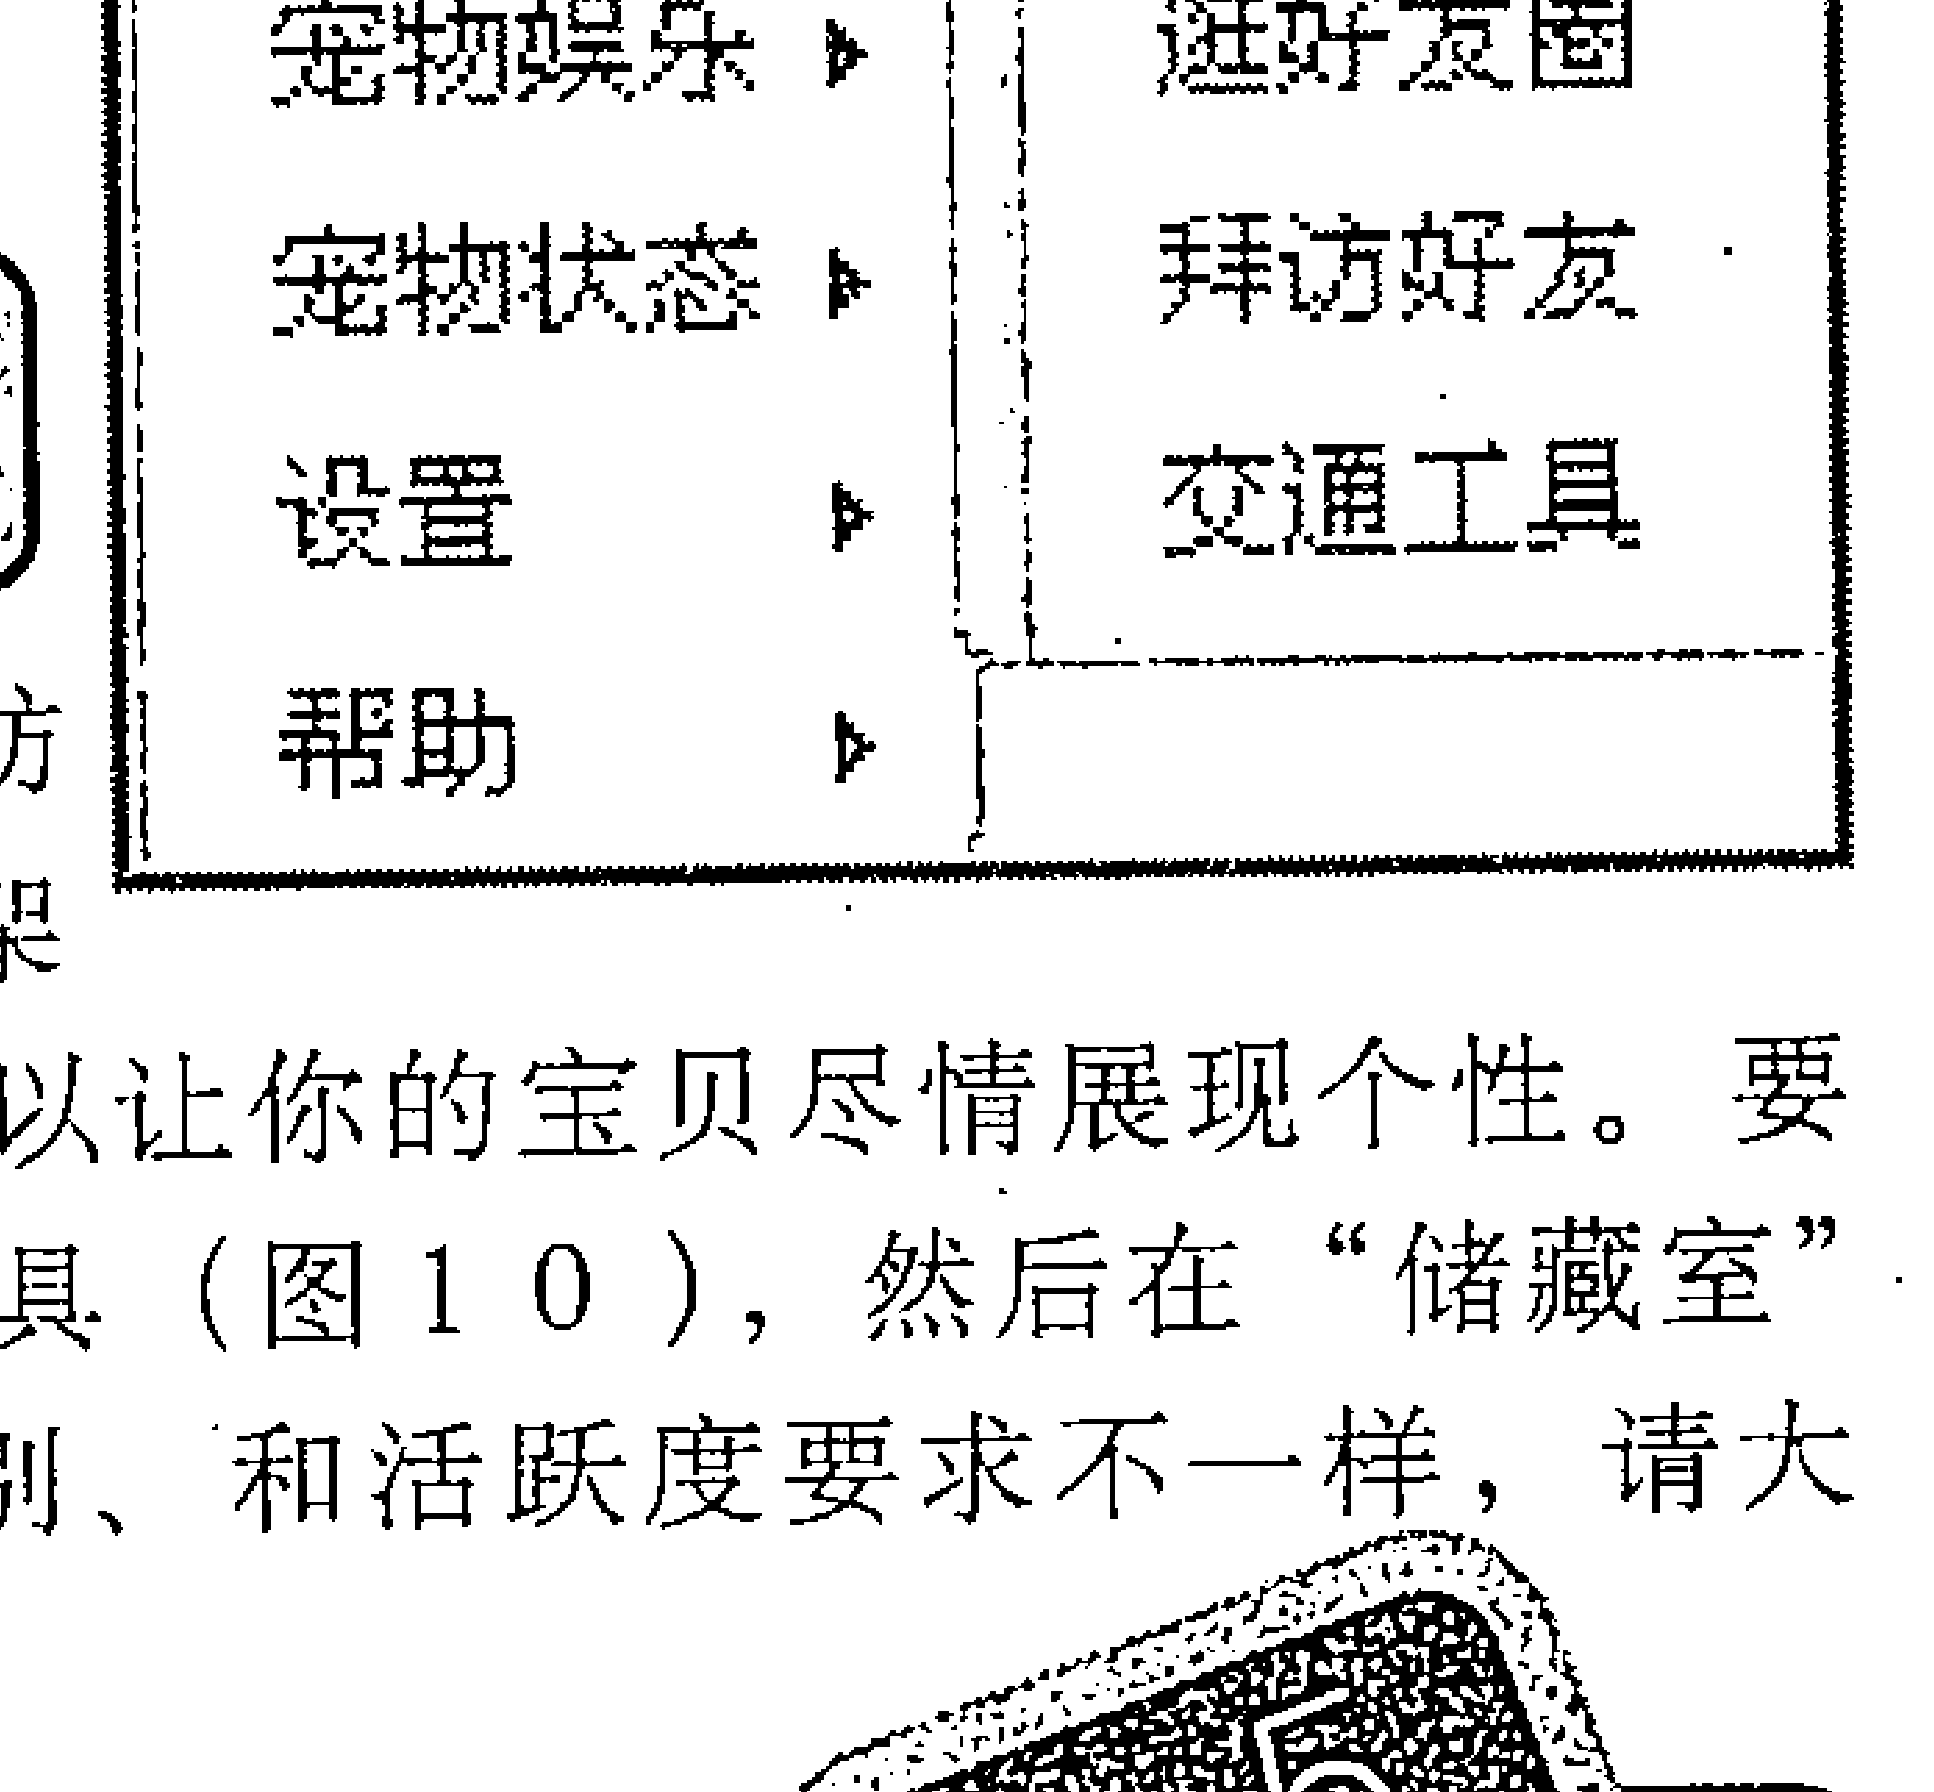 宠物娱乐 逛好友圈
宠物状态 拜访好友
设置 交通工具
帮助
方
架
以让你的宝贝尽情展现个性。要
具（图10），然后在“储藏室”
别、和活跃度要求不一样，请大